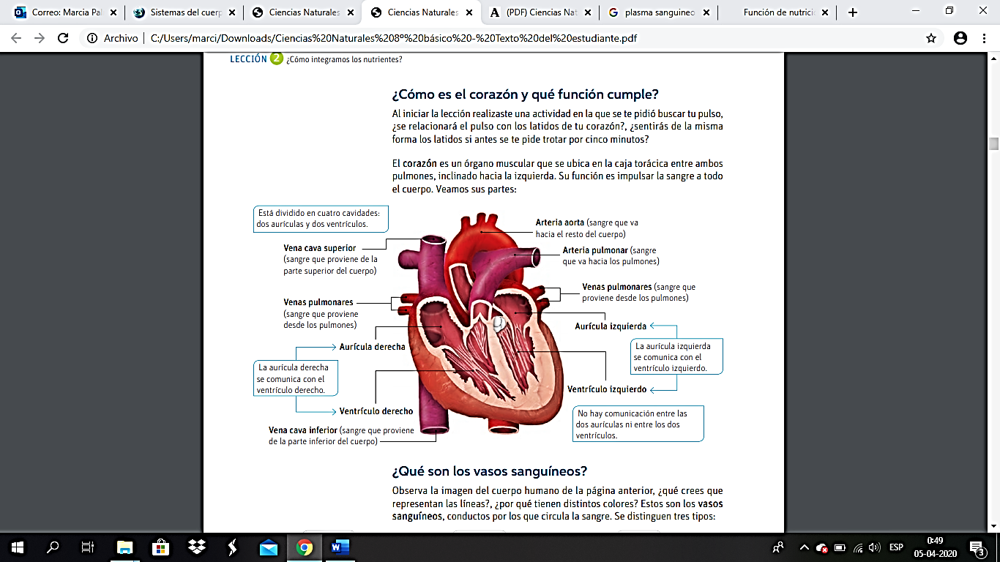 Correo: Marcia Pal
Sistemas del cuerp
Ciencias Naturales
Ciencias Naturales
(PDF) Ciencias Nat
plasma sanguineo
Función de nutrici
Archivo | C:/Users/marci/Downloads/Ciencias%20Naturales%208º%20básico%20-%20Texto%20del%20estudiante.pdf
LECCIÓN 2 ¿Cómo integramos los nutrientes?
¿Cómo es el corazón y qué función cumple?
Al iniciar la lección realizaste una actividad en la que se te pidió buscar tu pulso,
¿se relacionará el pulso con los latidos de tu corazón?, ¿sentirás de la misma
forma los latidos si antes se te pide trotar por cinco minutos?
El corazón es un órgano muscular que se ubica en la caja torácica entre ambos
pulmones, inclinado hacia la izquierda. Su función es impulsar la sangre a todo
el cuerpo. Veamos sus partes:
Está dividido en cuatro cavidades:
dos aurículas y dos ventrículos.
Vena cava superior
(sangre que proviene de la
parte superior del cuerpo)
Venas pulmonares
(sangre que proviene
desde los pulmones)
Aurícula derecha
La aurícula derecha
se comunica con el
ventrículo derecho.
Ventrículo derecho
Vena cava inferior (sangre que proviene
de la parte inferior del cuerpo)
Arteria aorta (sangre que va
hacia el resto del cuerpo)
Arteria pulmonar (sangre
que va hacia los pulmones)
Venas pulmonares (sangre que
proviene desde los pulmones)
Aurícula izquierda
La aurícula izquierda
se comunica con el
ventrículo izquierdo.
Ventrículo izquierdo
No hay comunicación entre las
dos aurículas ni entre los dos
ventrículos.
¿Qué son los vasos sanguíneos?
Observa la imagen del cuerpo humano de la página anterior, ¿qué crees que
representan las líneas?, ¿por qué tienen distintos colores? Estos son los vasos
sanguíneos, conductos por los que circula la sangre. Se distinguen tres tipos:
ESP
0:49
05-04-2020
3